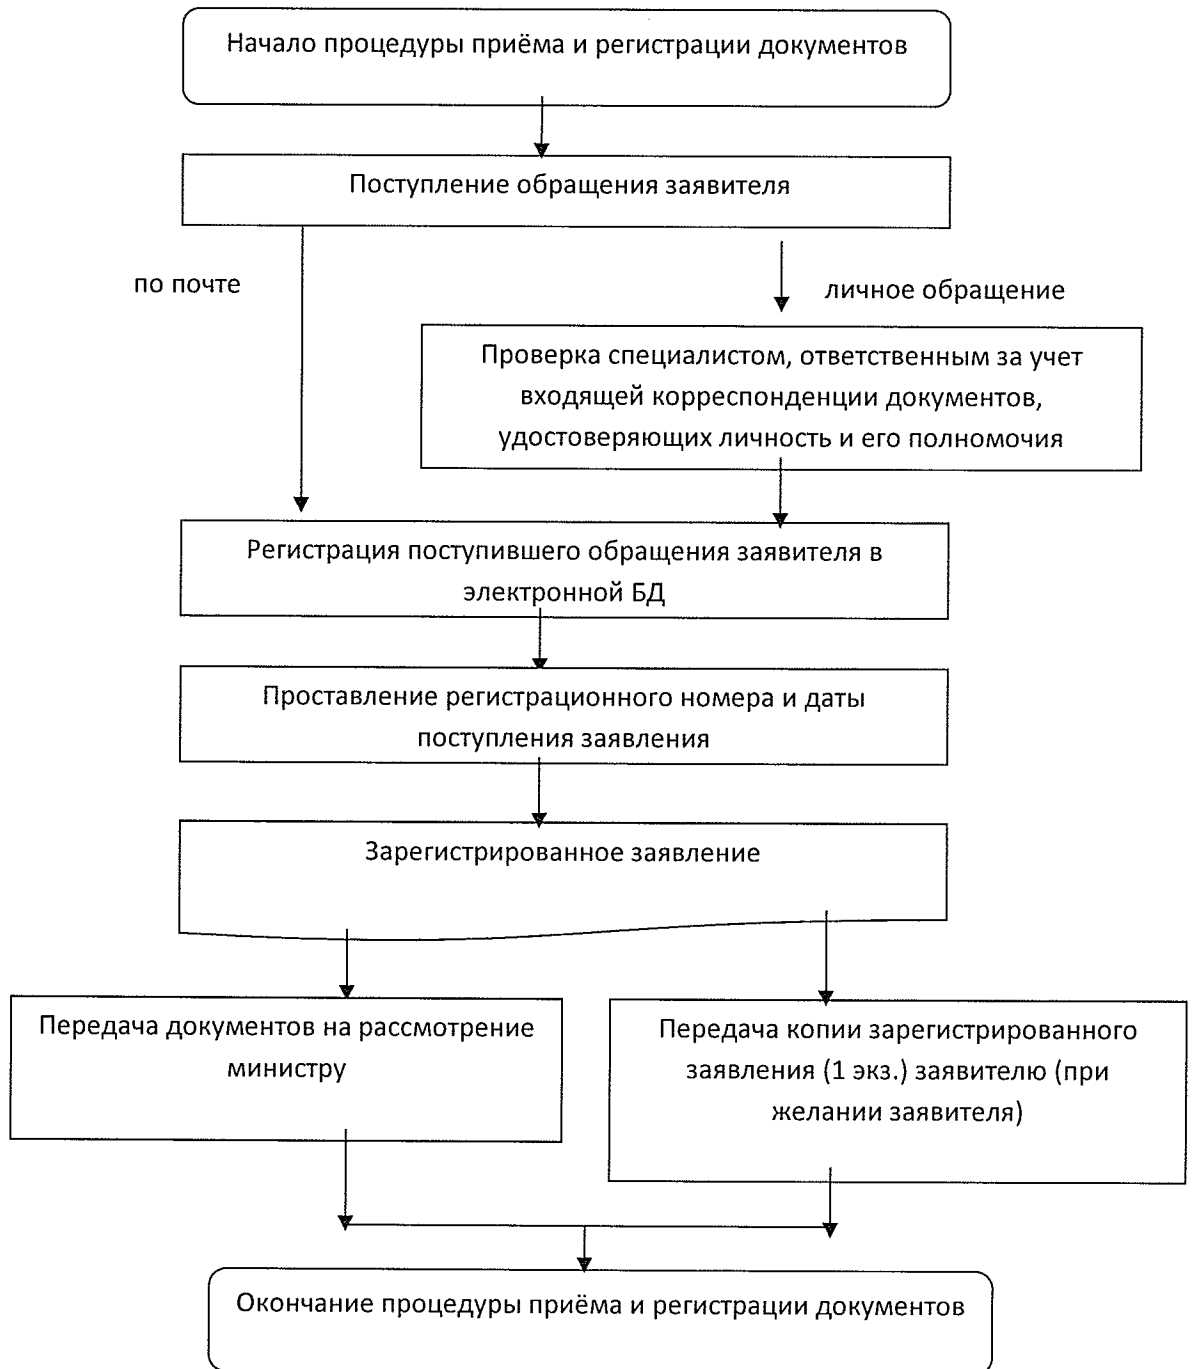 Начало процедуры приёма и регистрации документов
Поступление обращения заявителя
по почте
личное обращение
Проверка специалистом, ответственным за учет
входящей корреспонденции документов,
удостоверяющих личность и его полномочия
Регистрация поступившего обращения заявителя в
электронной БД
Проставление регистрационного номера и даты
поступления заявления
Зарегистрированное заявление
Передача документов на рассмотрение
министру
Передача копии зарегистрированного
заявления (1 экз.) заявителю (при
желании заявителя)
Окончание процедуры приёма и регистрации документов